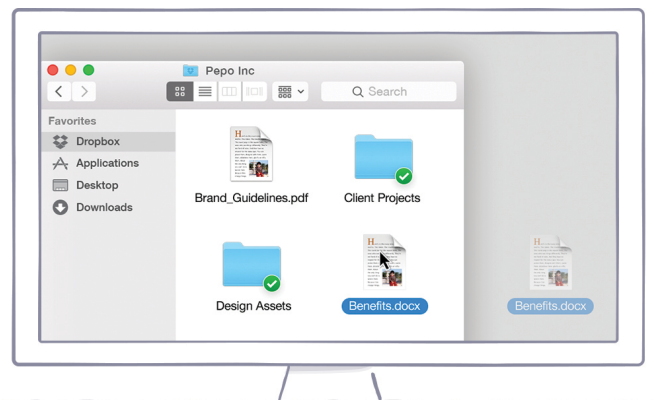 Pepo Inc
Search
Favorites
Dropbox
Applications
Desktop
Downloads
Brand_Guidelines.pdf
Client Projects
Design Assets
Benefits.docx
Benefits.docx